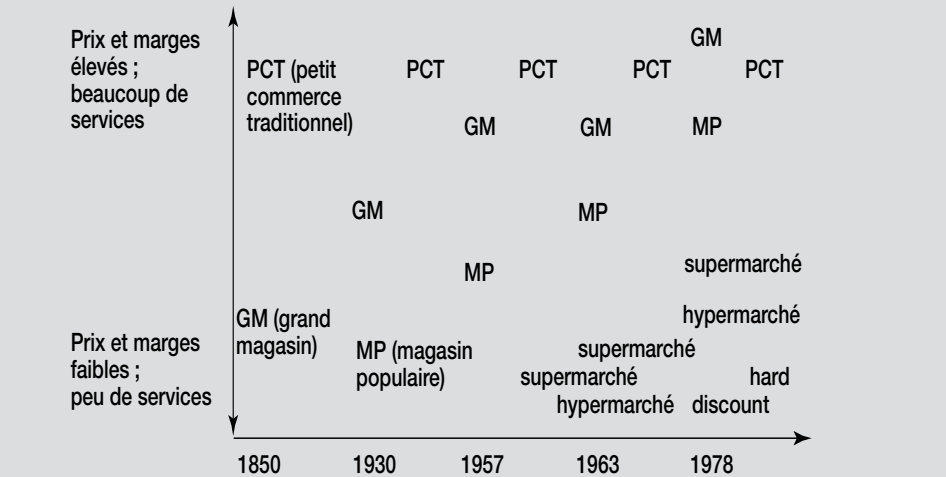 Prix et marges
élevés ;
beaucoup de
services
GM
PCT (petit
commerce
traditionnel)
PCT
PCT
PCT
PCT
GM
GM
MP
GM
MP
MP
supermarché
GM (grand
magasin)
hypermarché
Prix et marges
faibles ;
peu de services
MP (magasin
populaire)
supermarché
supermarché
hard
hypermarché
discount
1850
1930
1957
1963
1978